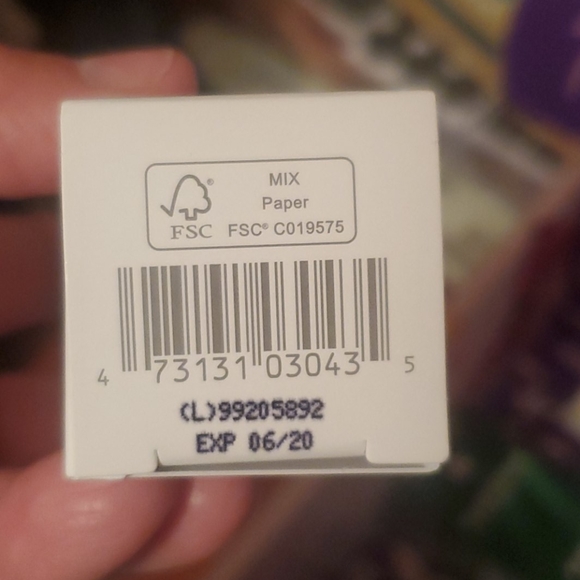 MIX
Paper
FSC
FSC® C019575
4 73131 03043 5
(L)99205892
EXP 06/20